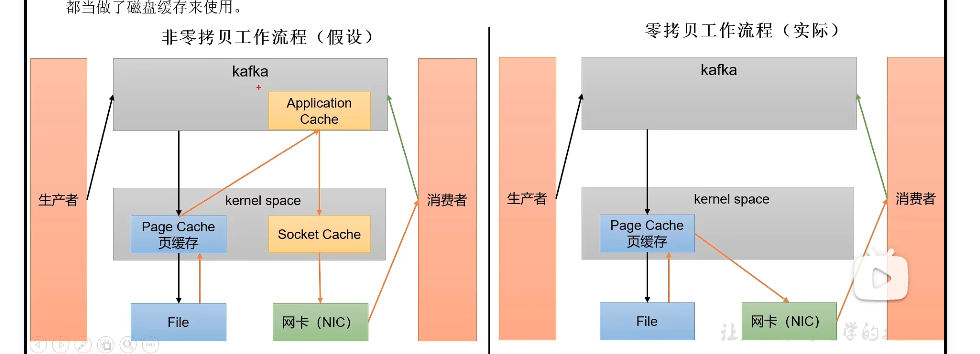 都当做了磁盘缓存来使用。
非零拷贝工作流程（假设）
kafka
Application
Cache
生产者
消费者
kernel space
Page Cache
页缓存
Socket Cache
File
网卡（NIC）
零拷贝工作流程（实际）
kafka
生产者
消费者
kernel space
Page Cache
页缓存
File
网卡（NIC）
让
学的